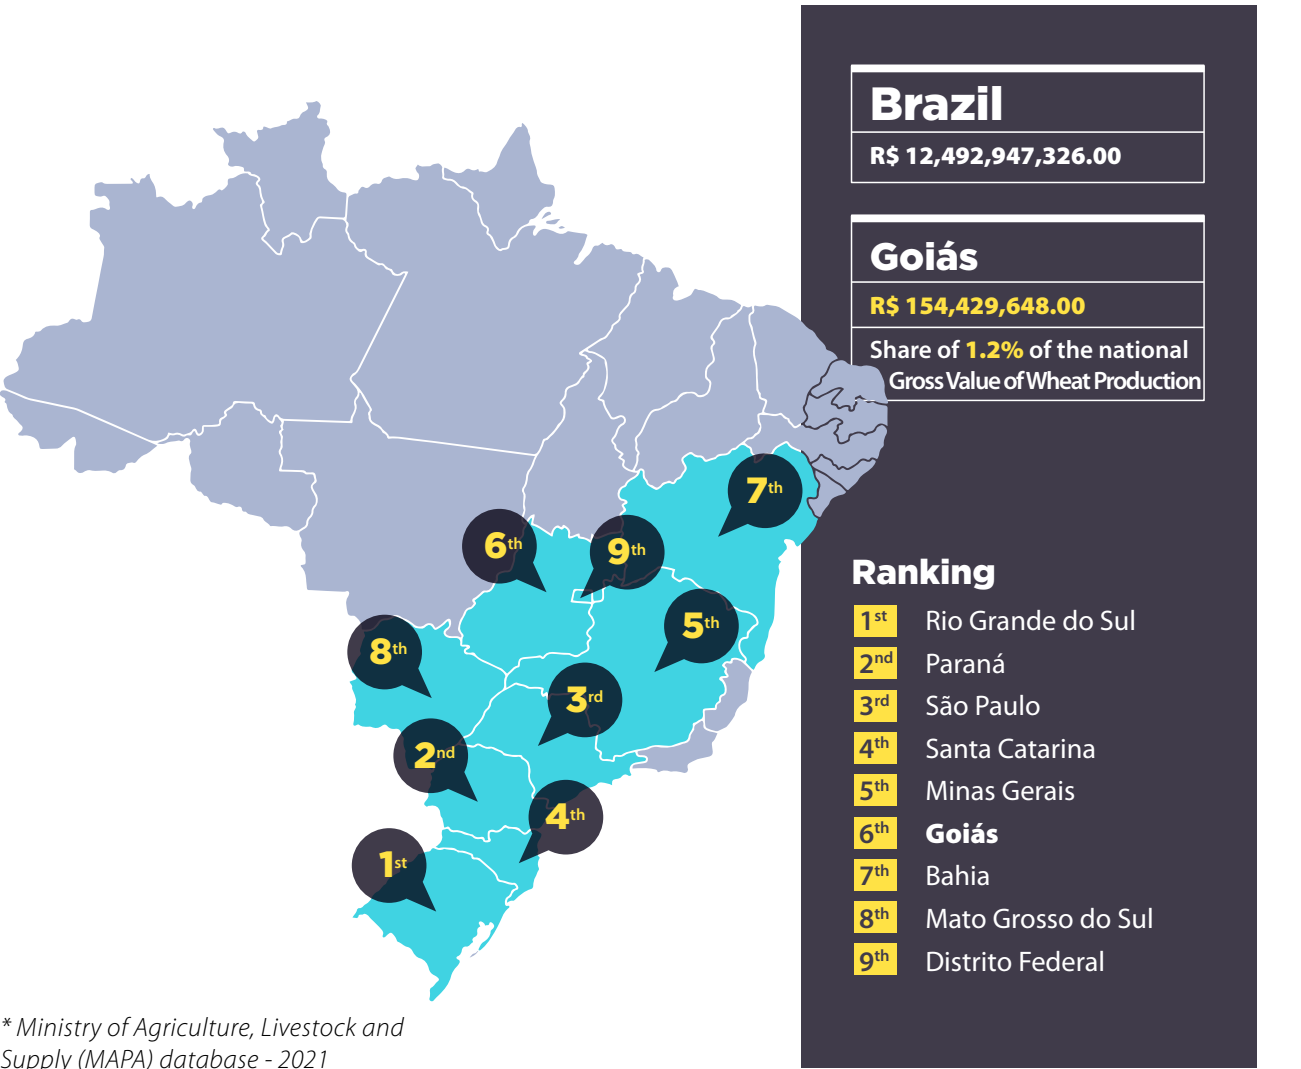 Brazil
R$ 12,492,947,326.00
Goiás
R$ 154,429,648.00
Share of 1.2% of the national
Gross Value of Wheat Production
7th
6th
9th
5th
8th
3rd
2nd
4th
1st
Ranking
1st Rio Grande do Sul
2nd Paraná
3rd São Paulo
4th Santa Catarina
5th Minas Gerais
6th Goiás
7th Bahia
8th Mato Grosso do Sul
9th Distrito Federal
* Ministry of Agriculture, Livestock and
Supply (MAPA) database - 2021